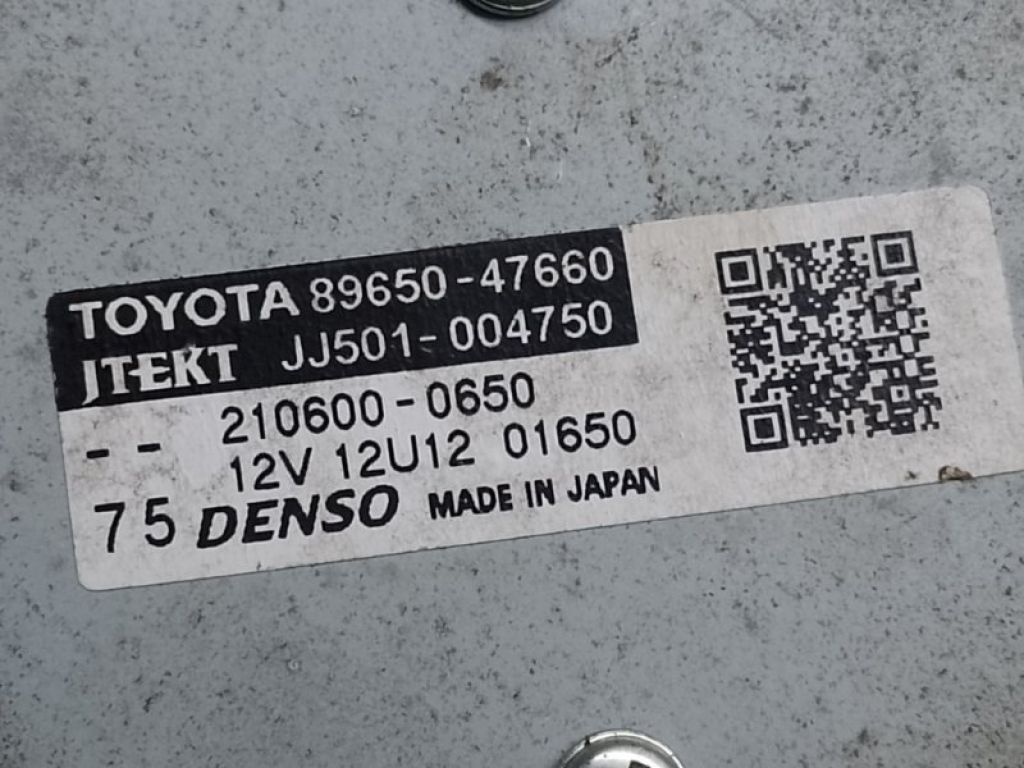 TOYOTA 89650-47660
JTEKT JJ501-004750
-- 210600-0650
12V 12U12 01650
75 DENSO MADE IN JAPAN